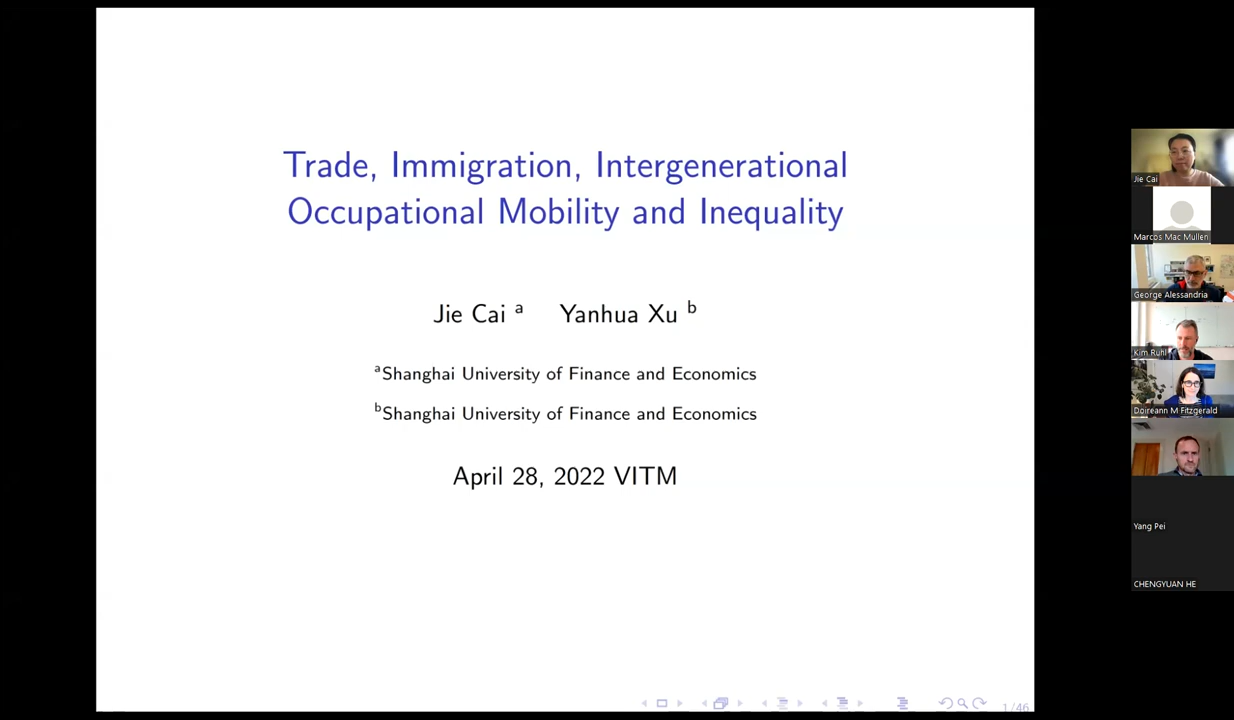 Trade, Immigration, Intergenerational
Occupational Mobility and Inequality
Jie Cai a Yanhua Xu b
aShanghai University of Finance and Economics
bShanghai University of Finance and Economics
April 28, 2022 VITM
1/46
Jie Cai
Marcos Mac Mullen
George Alessandria
Kim Ruhl
Doireann M Fitzgerald
Yang Pei
CHENGYUAN HE